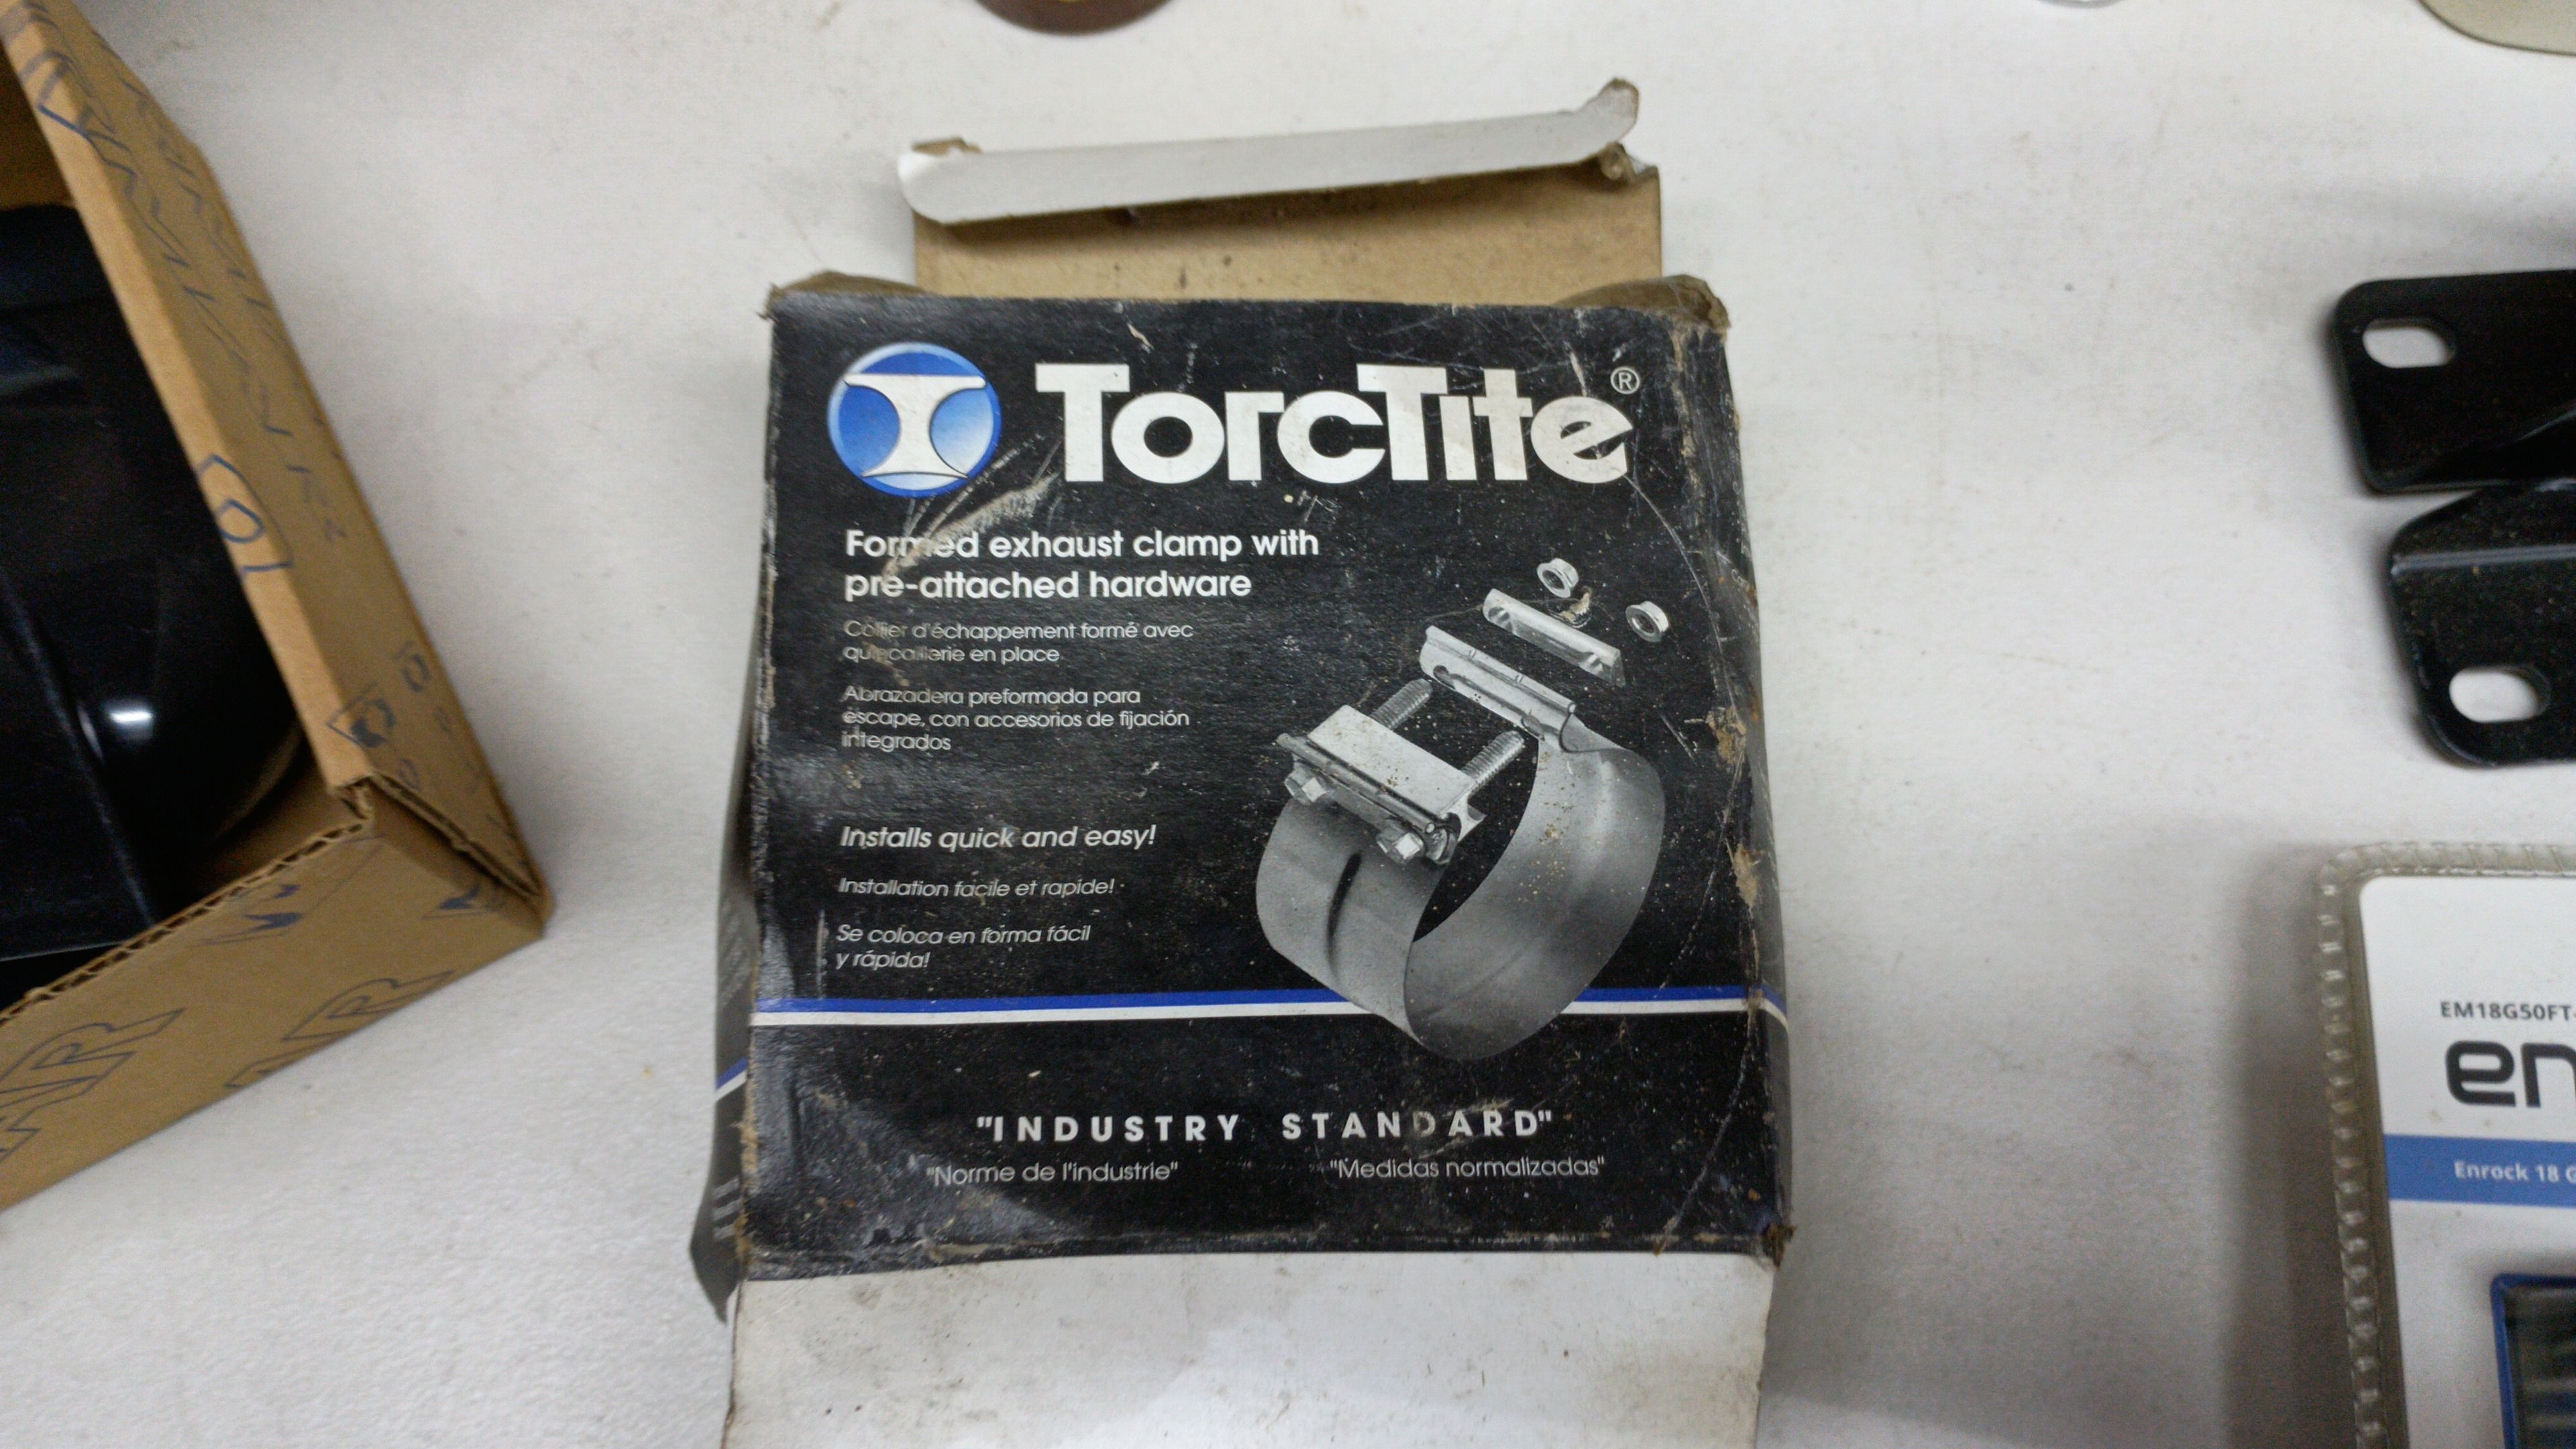 TorcTite®
Formed exhaust clamp with
pre-attached hardware
Collier d'échappement formé avec
quincaillerie en place
Abrazadera preformada para
escape, con accesorios de fijación
integrados
Installs quick and easy!
Installation facile et rapide!
Se coloca en forma fácil
y rápida!
"INDUSTRY STANDARD"
"Norme de l'industrie" "Medidas normalizadas"
EM18G50FT-
en
Enrock 18 G